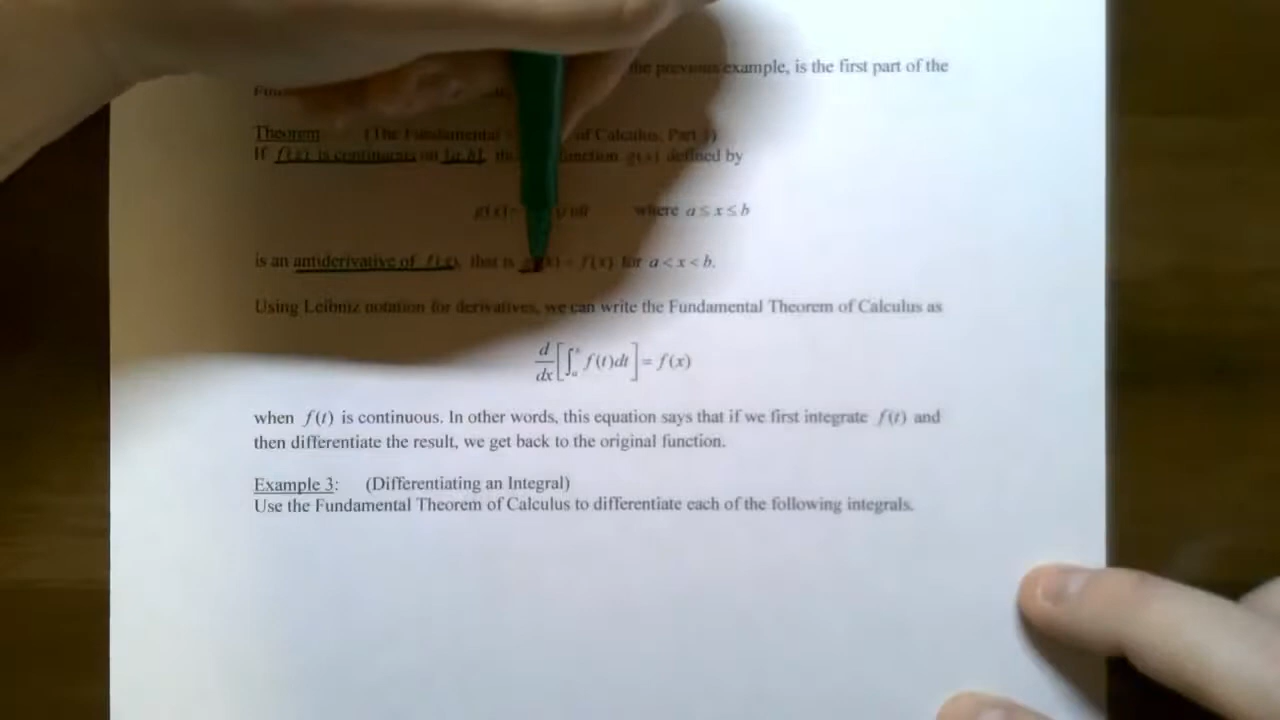 the previous example, is the first part of the
Theorem (The Fundamental of Calculus, Part 1)
If f(x) is continuous on [a,b], function g(x) defined by
g(x)= where a ≤ x ≤ b
is an antiderivative of f(x), that is = f(x) for a < x < b.
Using Leibniz notation for derivatives, we can write the Fundamental Theorem of Calculus as
d/dx[∫ₐˣ f(t)dt] = f(x)
when f(t) is continuous. In other words, this equation says that if we first integrate f(t) and
then differentiate the result, we get back to the original function.
Example 3: (Differentiating an Integral)
Use the Fundamental Theorem of Calculus to differentiate each of the following integrals.